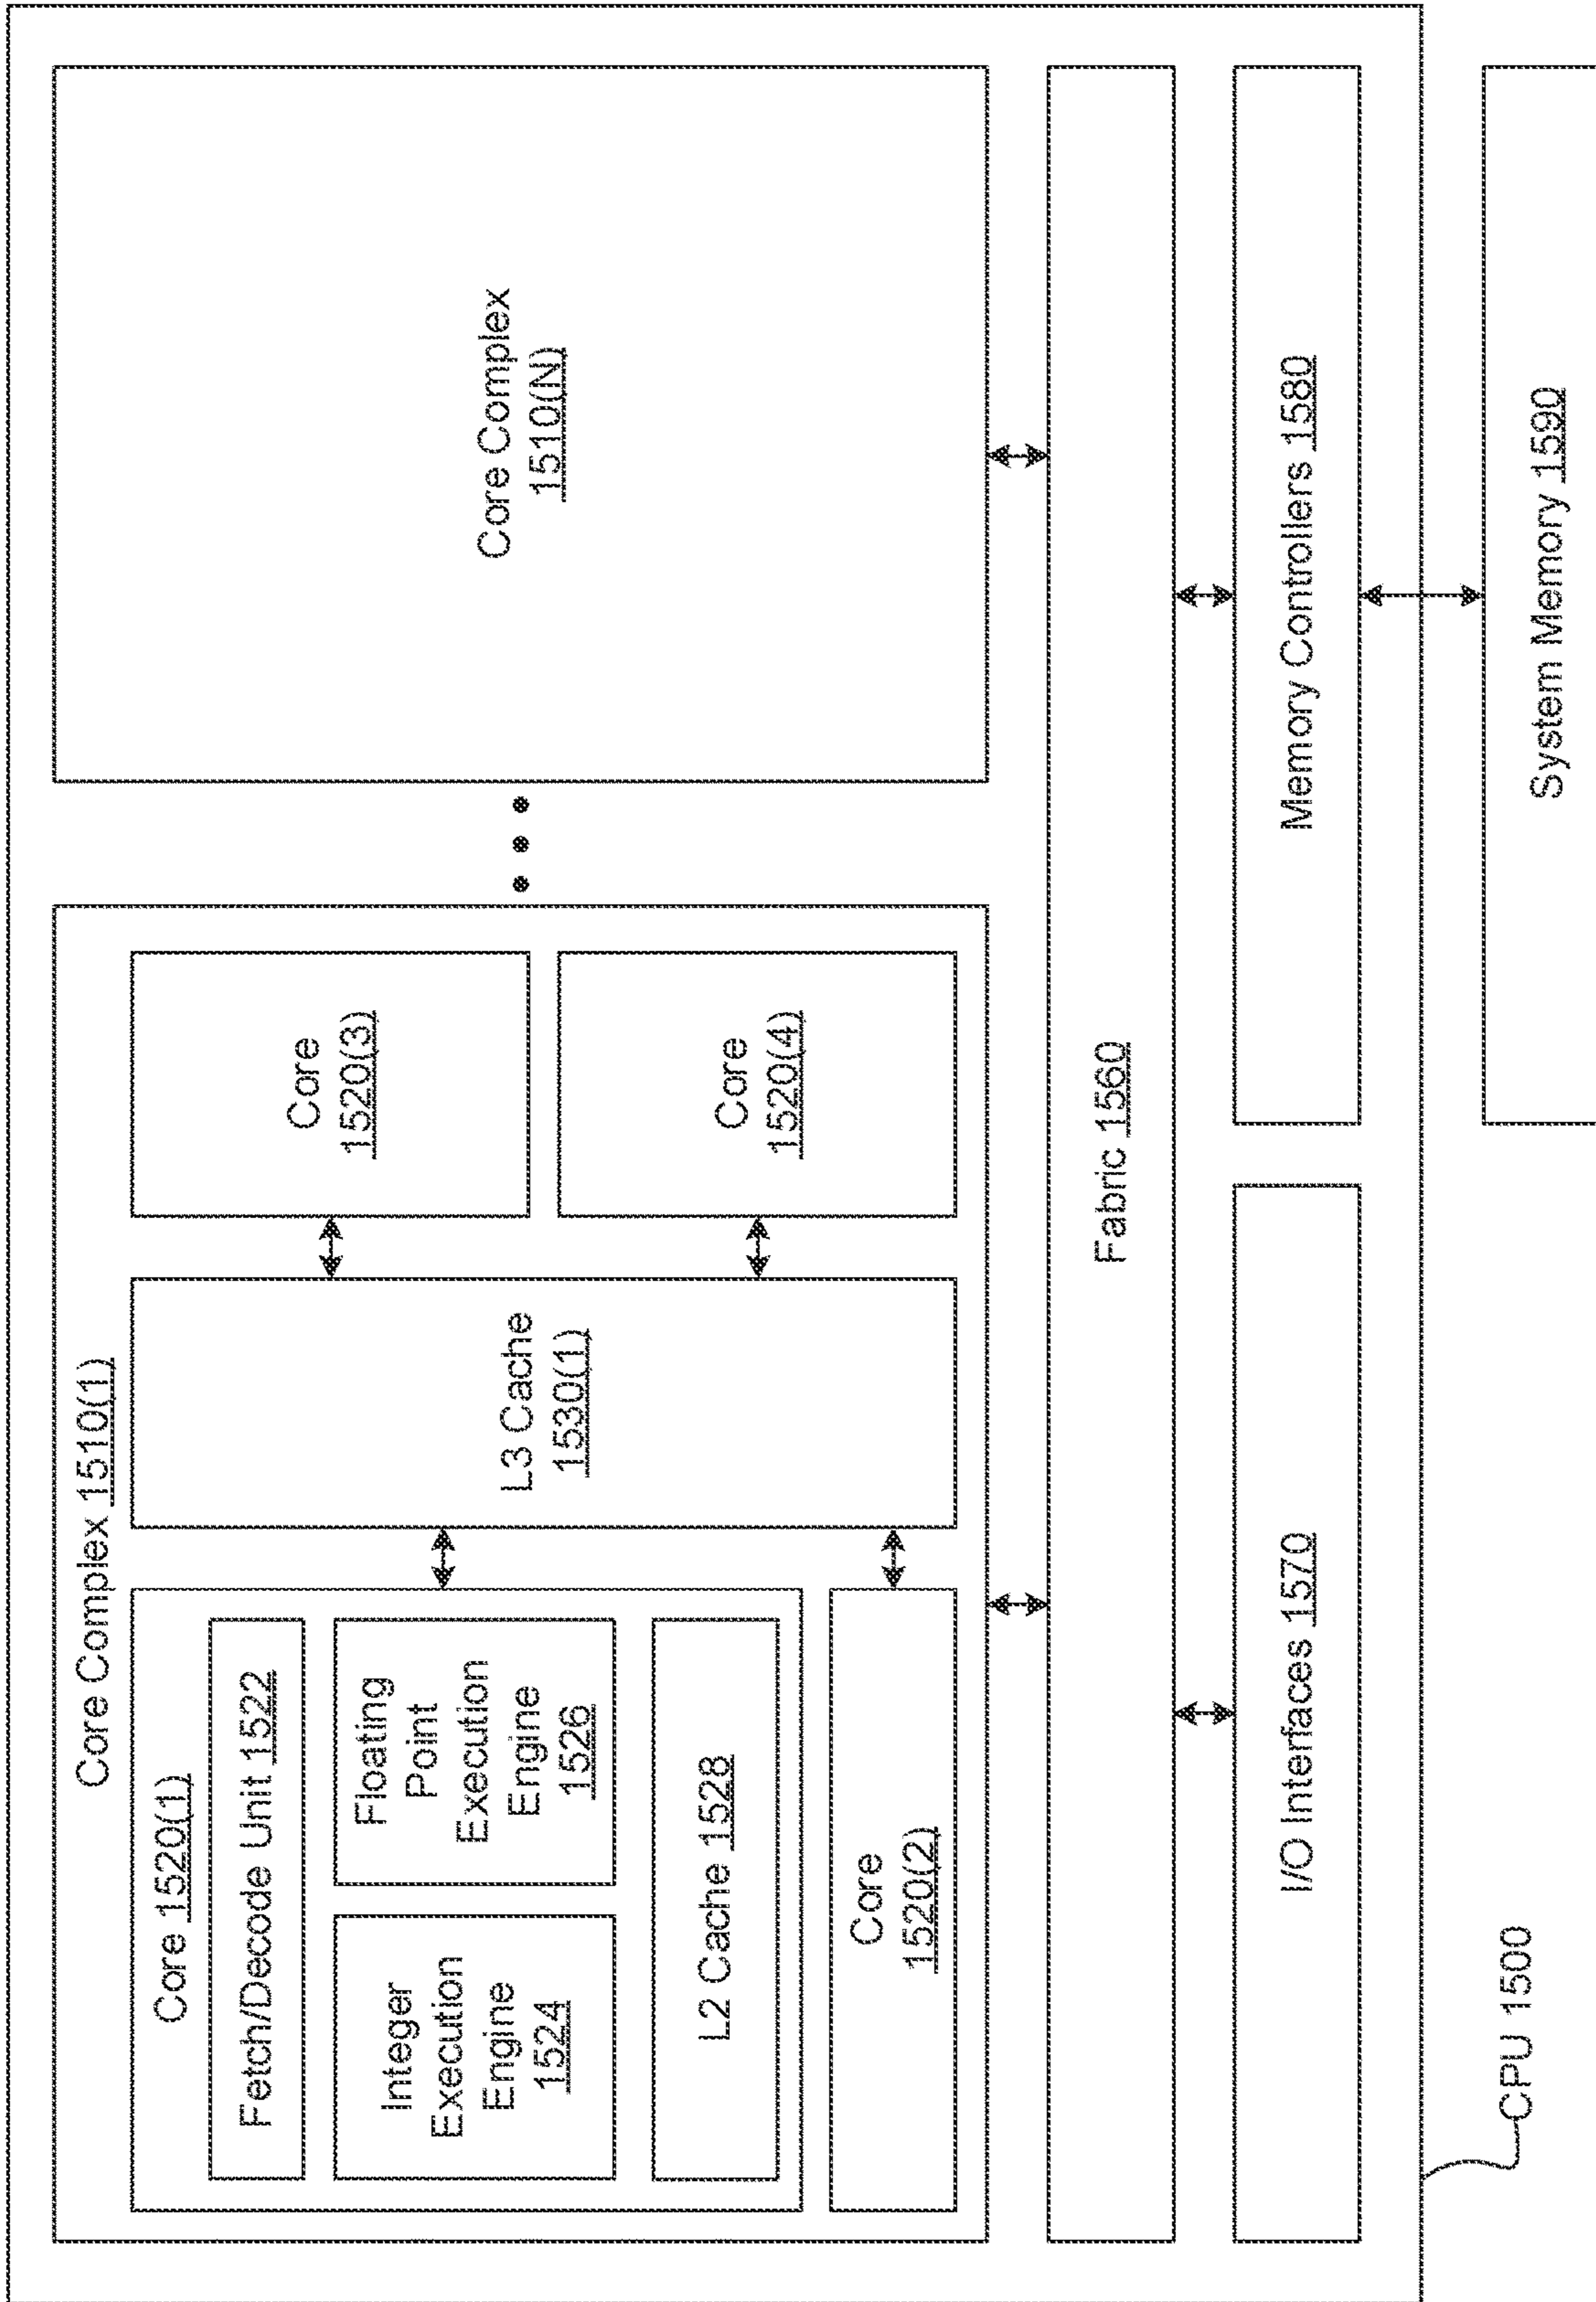 Core Complex 1510(1)
Core 1520(1)
Fetch/Decode Unit 1522
Integer
Execution
Engine
1524
Floating
Point
Execution
Engine
1526
L2 Cache 1528
Core
1520(2)
L3 Cache
1530(1)
Core
1520(3)
Core
1520(4)
Core Complex
1510(N)
Fabric 1560
I/O Interfaces 1570
Memory Controllers 1580
CPU 1500
System Memory 1590